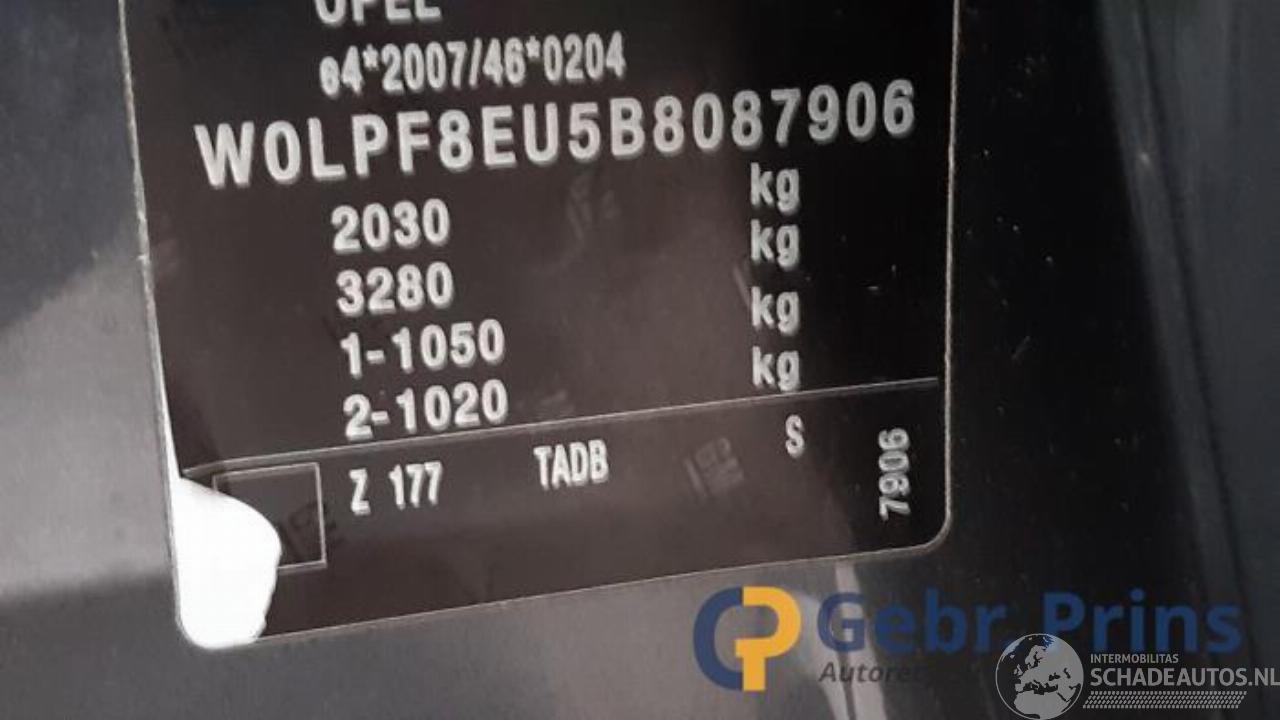 OPEL
e4*2007/46*0204
W0LPF8EU5B8087906
2030 kg
3280 kg
1-1050 kg
2-1020 kg
Z 177 TADB S 7906
Gebr Prins
INTERMOBILITAS
SCHADEAUTOS.NL